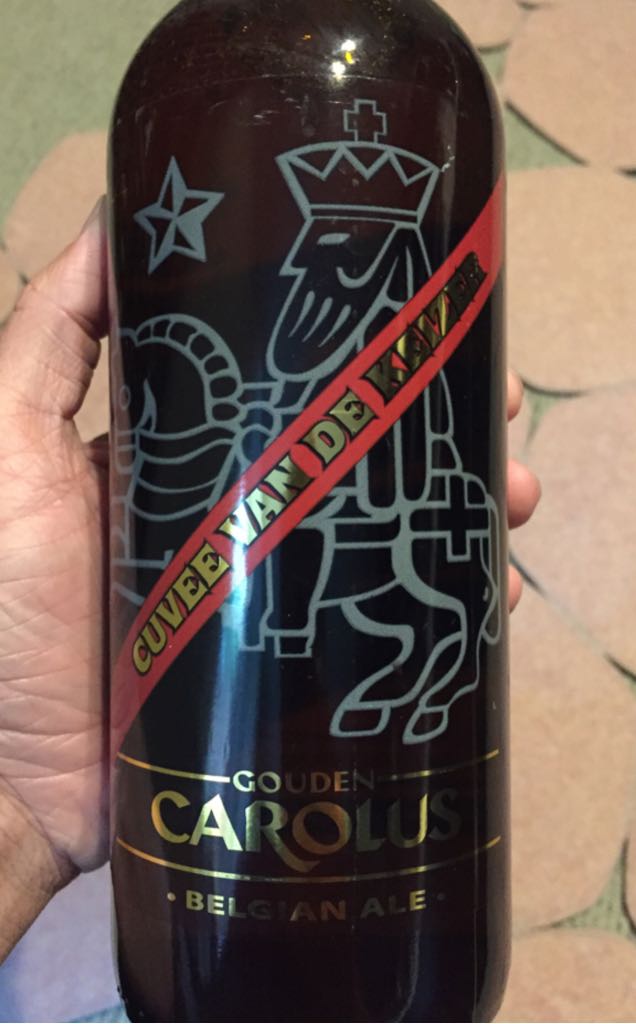 CUVEE VAN DE KEIZER
GOUDEN
CAROLUS
• BELGIAN ALE •